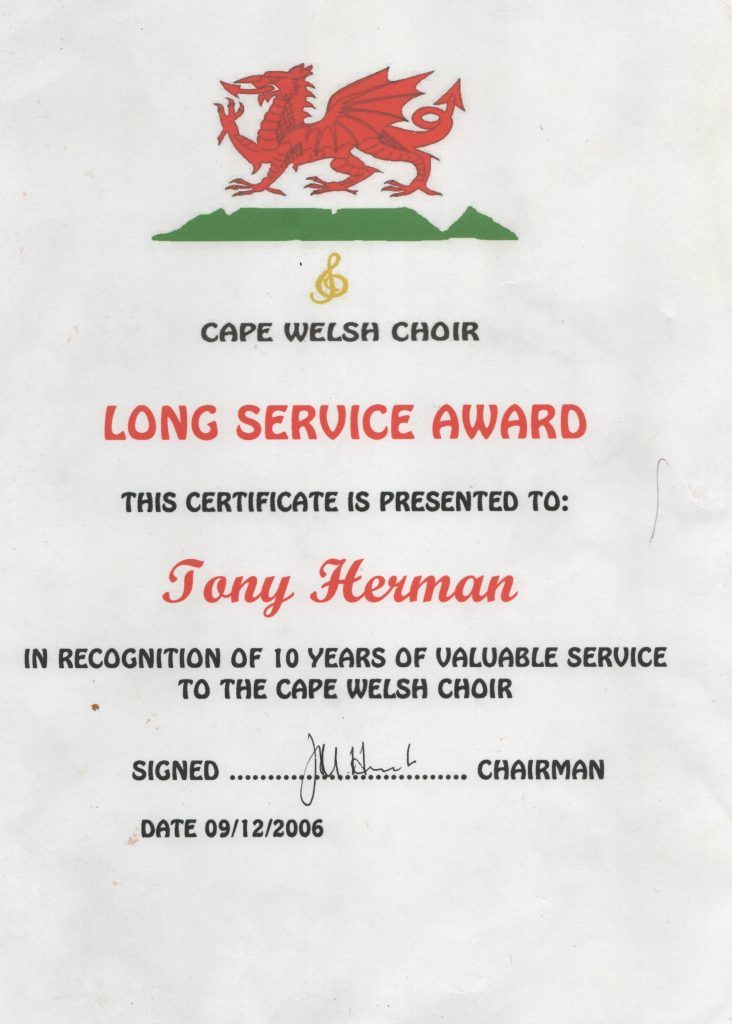 CAPE WELSH CHOIR
LONG SERVICE AWARD
THIS CERTIFICATE IS PRESENTED TO:
Tony Herman
IN RECOGNITION OF 10 YEARS OF VALUABLE SERVICE
TO THE CAPE WELSH CHOIR
SIGNED ................................ CHAIRMAN
DATE 09/12/2006